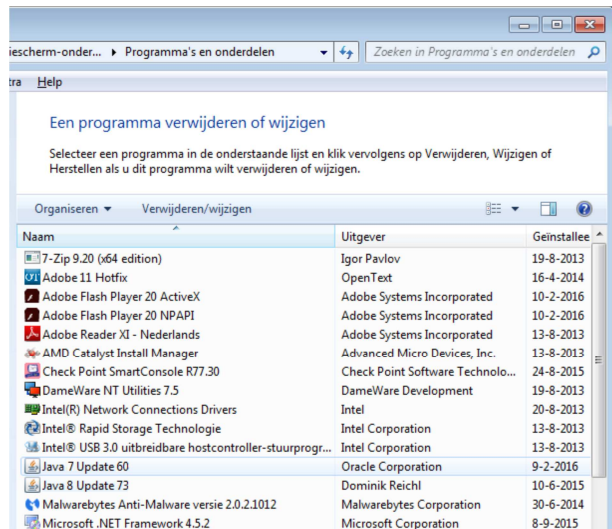 iescherm-onder... ▸ Programma's en onderdelen Zoeken in Programma's en onderdelen
tra Help
Een programma verwijderen of wijzigen
Selecteer een programma in de onderstaande lijst en klik vervolgens op Verwijderen, Wijzigen of
Herstellen als u dit programma wilt verwijderen of wijzigen.
Organiseren Verwijderen/wijzigen
Naam Uitgever Geïnstallee
7-Zip 9.20 (x64 edition) Igor Pavlov 19-8-2013
Adobe 11 Hotfix OpenText 16-4-2014
Adobe Flash Player 20 ActiveX Adobe Systems Incorporated 10-2-2016
Adobe Flash Player 20 NPAPI Adobe Systems Incorporated 10-2-2016
Adobe Reader XI - Nederlands Adobe Systems Incorporated 13-8-2013
AMD Catalyst Install Manager Advanced Micro Devices, Inc. 13-8-2013
Check Point SmartConsole R77.30 Check Point Software Technolo... 24-8-2015
DameWare NT Utilities 7.5 DameWare Development 19-8-2013
Intel(R) Network Connections Drivers Intel 20-8-2013
Intel® Rapid Storage Technologie Intel Corporation 13-8-2013
Intel® USB 3.0 uitbreidbare hostcontroller-stuurprogr... Intel Corporation 13-8-2013
Java 7 Update 60 Oracle Corporation 9-2-2016
Java 8 Update 73 Dominik Reichl 10-6-2015
Malwarebytes Anti-Malware versie 2.0.2.1012 Malwarebytes Corporation 30-6-2014
Microsoft .NET Framework 4.5.2 Microsoft Corporation 8-9-2015